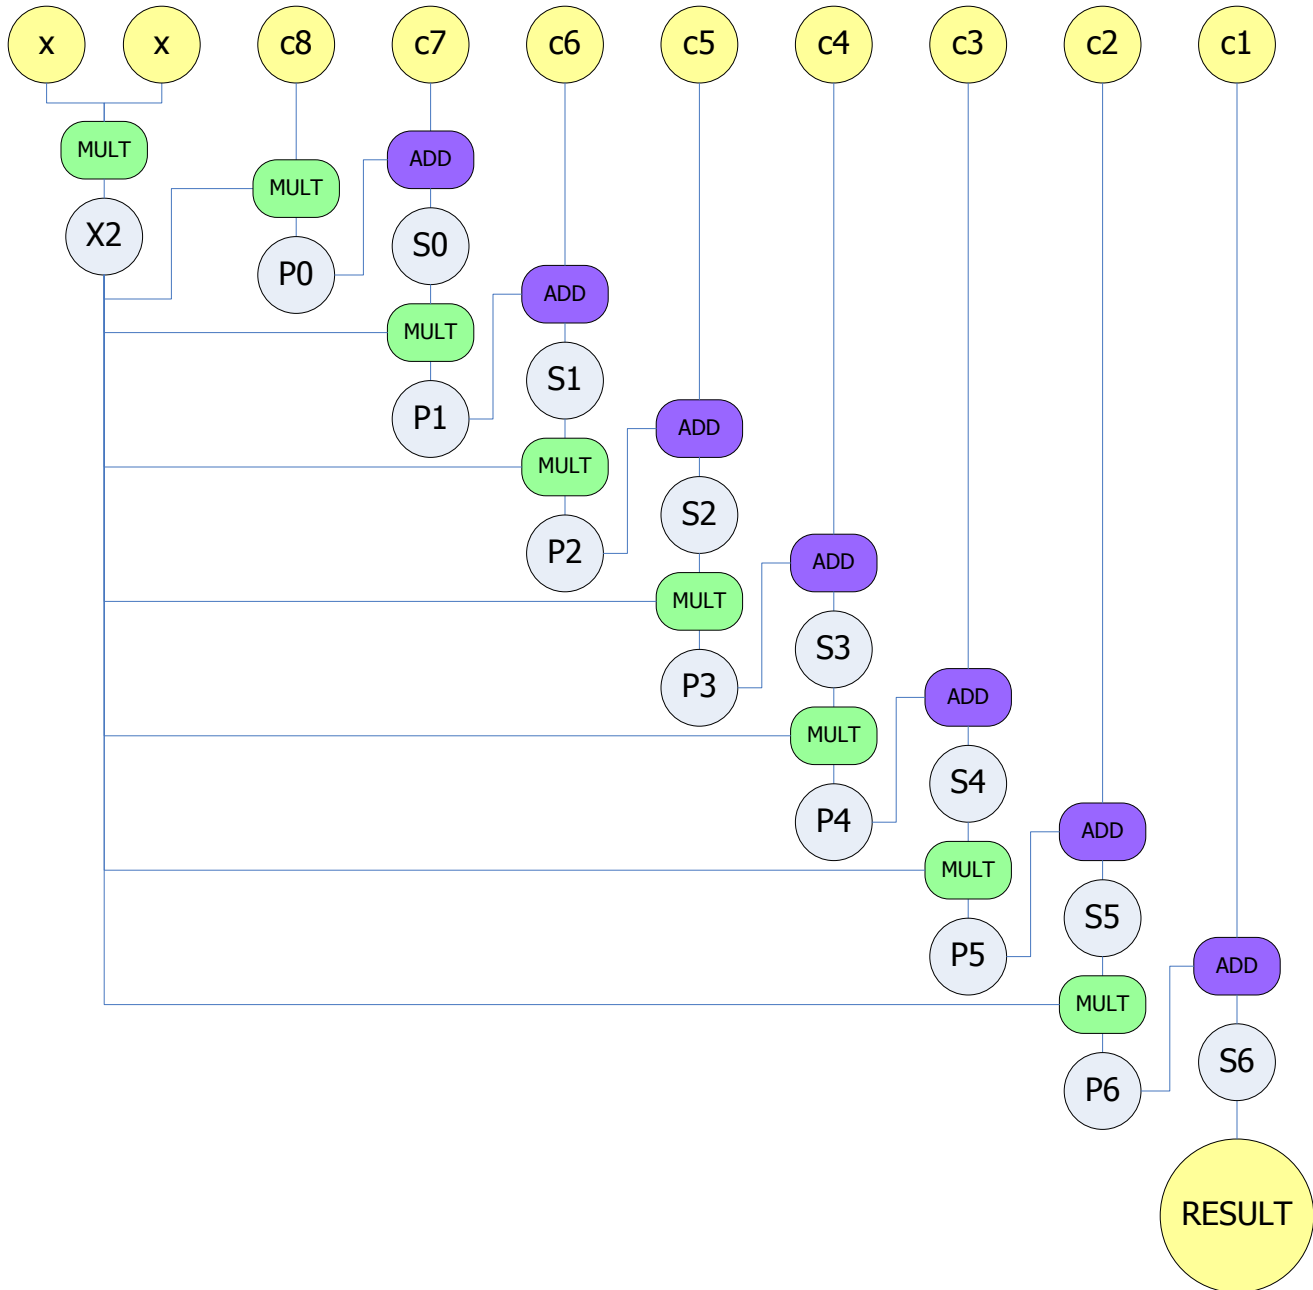 x x c8 c7 c6 c5 c4 c3 c2 c1
MULT
ADD
MULT
X2
S0
P0
ADD
MULT
S1
P1
ADD
MULT
S2
P2
ADD
MULT
S3
P3
ADD
MULT
S4
P4
ADD
MULT
S5
P5
ADD
MULT
S6
P6
RESULT